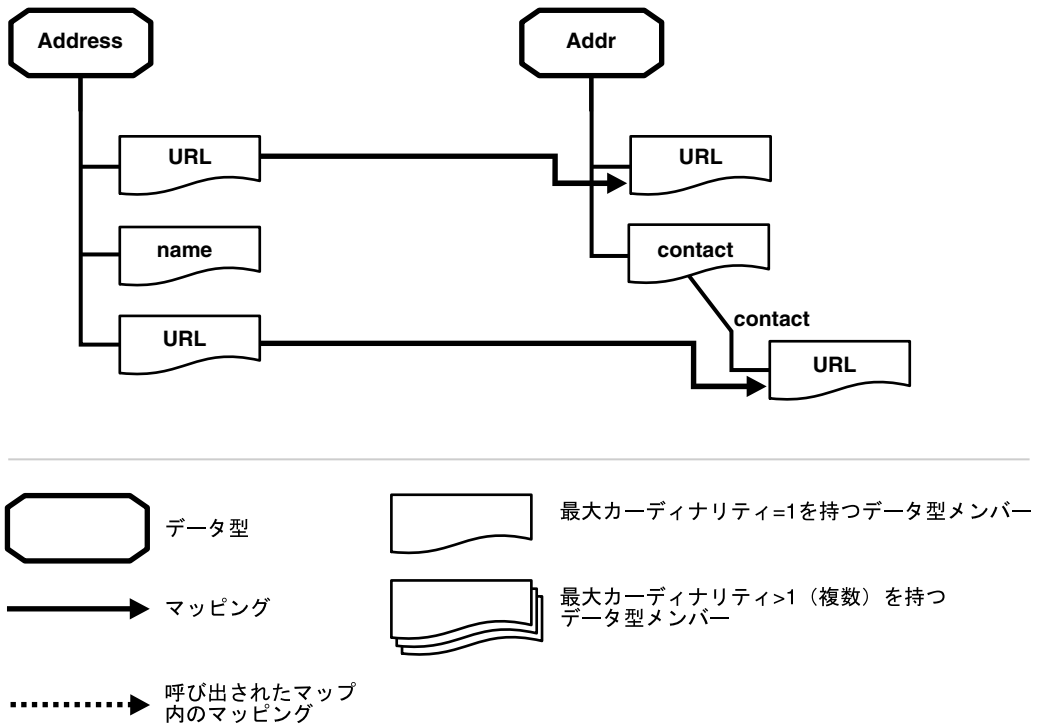 Address
Addr
URL
URL
name
contact
contact
URL
URL
データ型
最大カーディナリティ=1を持つデータ型メンバー
マッピング
最大カーディナリティ>1（複数）を持つ
データ型メンバー
呼び出されたマップ
内のマッピング